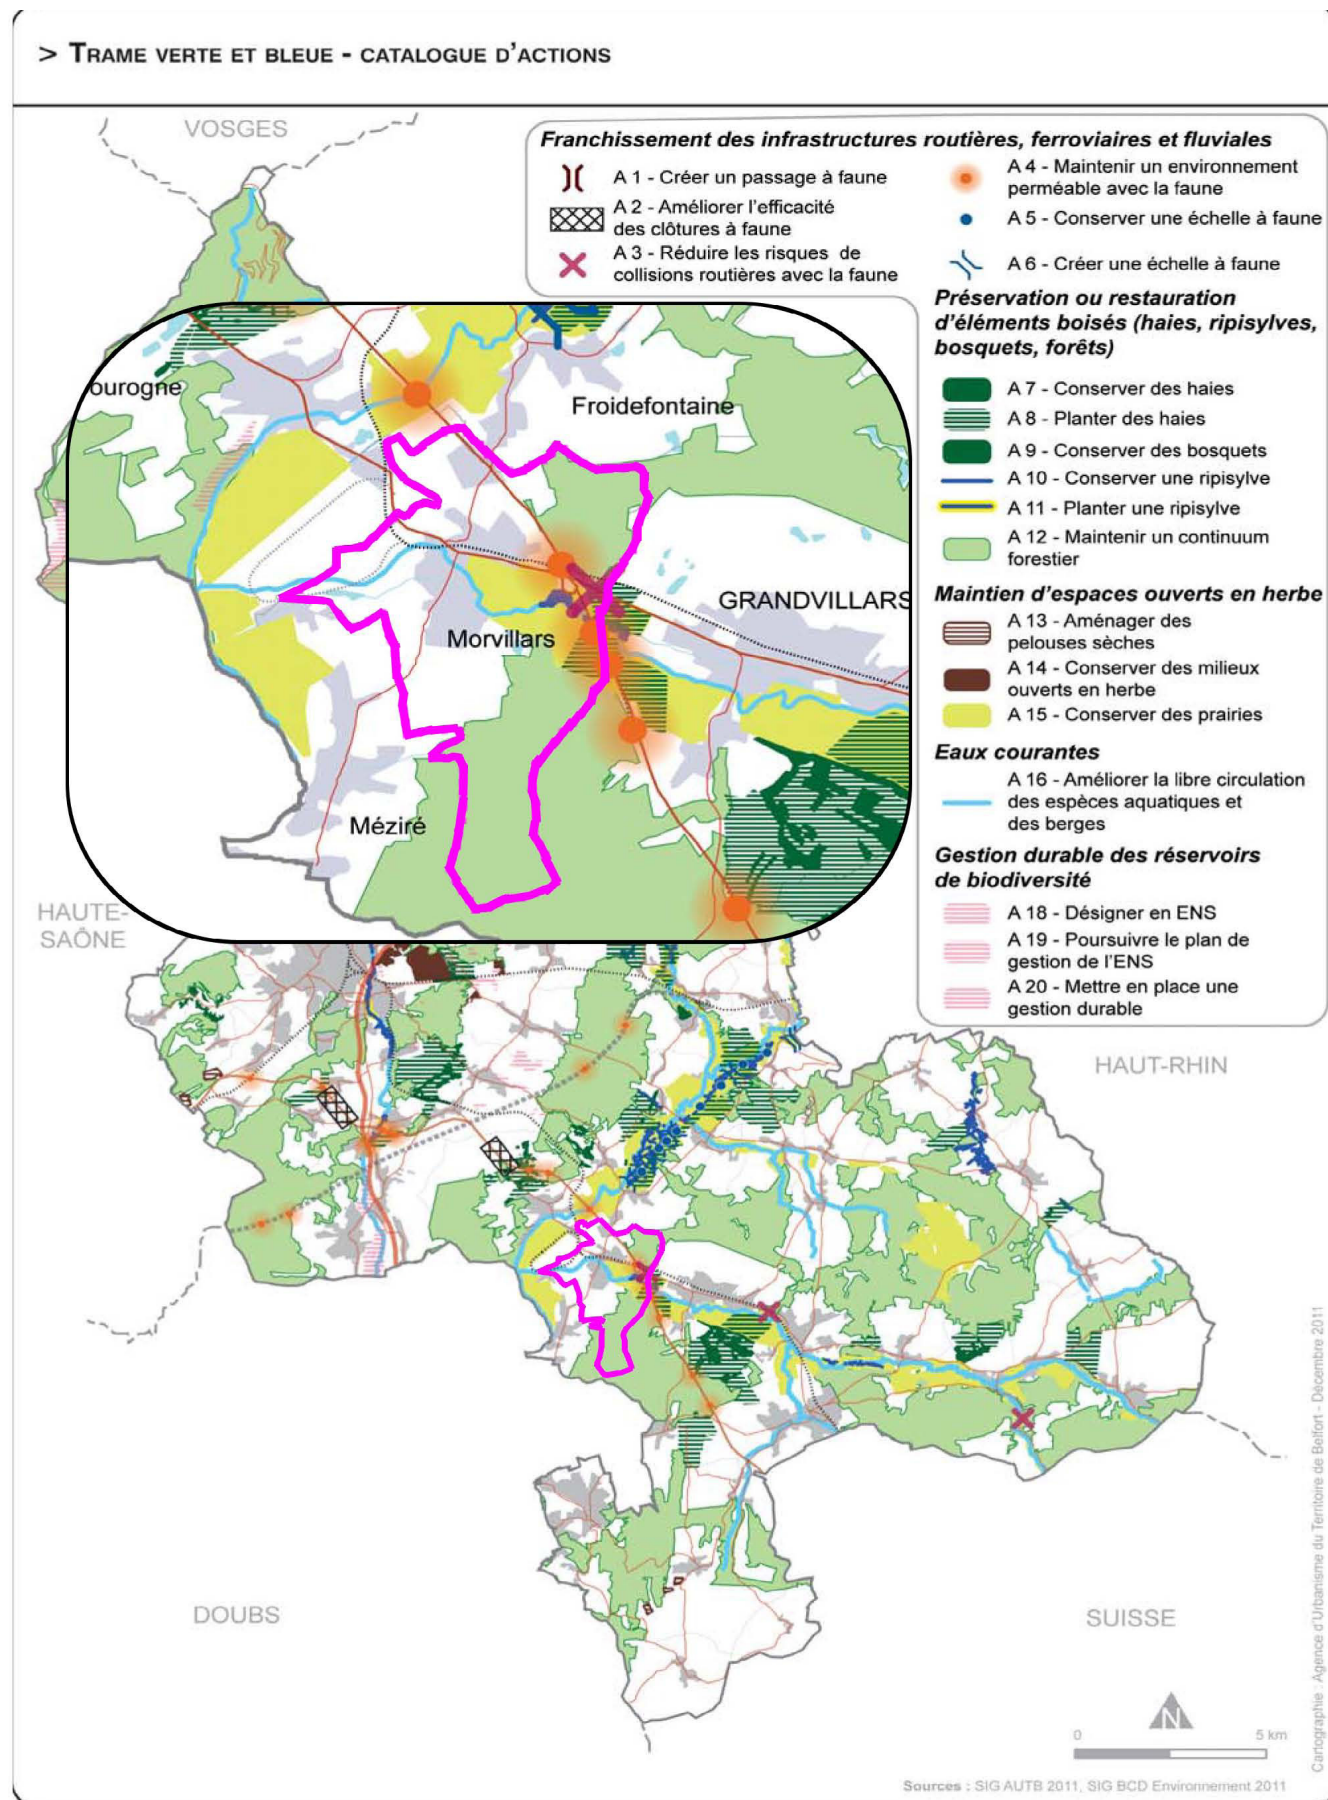 > TRAME VERTE ET BLEUE - CATALOGUE D'ACTIONS
VOSGES
Franchissement des infrastructures routières, ferroviaires et fluviales
A 1 - Créer un passage à faune
A 2 - Améliorer l'efficacité
des clôtures à faune
A 3 - Réduire les risques de
collisions routières avec la faune
A 4 - Maintenir un environnement
perméable avec la faune
A 5 - Conserver une échelle à faune
A 6 - Créer une échelle à faune
Préservation ou restauration
d'éléments boisés (haies, ripisylves,
bosquets, forêts)
A 7 - Conserver des haies
A 8 - Planter des haies
A 9 - Conserver des bosquets
A 10 - Conserver une ripisylve
A 11 - Planter une ripisylve
A 12 - Maintenir un continuum
forestier
Maintien d'espaces ouverts en herbe
A 13 - Aménager des
pelouses sèches
A 14 - Conserver des milieux
ouverts en herbe
A 15 - Conserver des prairies
Eaux courantes
A 16 - Améliorer la libre circulation
des espèces aquatiques et
des berges
Gestion durable des réservoirs
de biodiversité
A 18 - Désigner en ENS
A 19 - Poursuivre le plan de
gestion de l'ENS
A 20 - Mettre en place une
gestion durable
ourogne
Froidefontaine
GRANDVILLARS
Morvillars
Méziré
HAUTE-
SAÔNE
HAUT-RHIN
DOUBS
SUISSE
N
0 5 km
Sources : SIG AUTB 2011, SIG BCD Environnement 2011
Cartographie : Agence d'Urbanisme du Territoire de Belfort - Décembre 2011